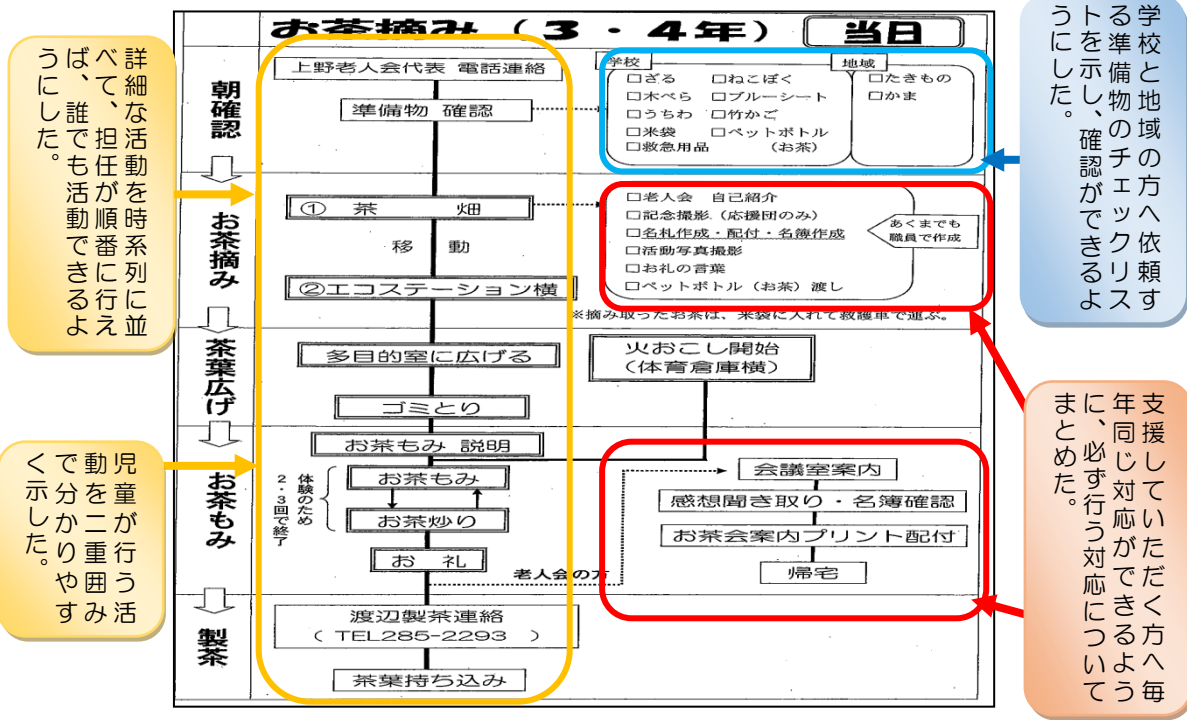 お茶摘み（３・４年）
当日
詳細な活動を時系列に並
べて、担任が順番に行え
ば、誰でも活動できるよ
うにした。
児童が行う活
動を二重囲み
で分かりやす
く示した。
朝確認
お茶摘み
茶葉広げ
お茶もみ
製茶
上野老人会代表 電話連絡
準備物 確認
① 茶　畑
移　動
②エコステーション横
多目的室に広げる
ゴミとり
お茶もみ 説明
お茶もみ
お茶炒り
体験のため
２・３回で終了
お　礼
老人会の方
渡辺製茶連絡
（ TEL285-2293 ）
茶葉持ち込み
学校
□ざる　□ねこぼく
□木べら　□ブルーシート
□うちわ　□竹かご
□米袋　□ペットボトル
□救急用品　（お茶）
地域
□たきもの
□かま
□老人会　自己紹介
□記念撮影（応援団のみ）
□名札作成・配付・名簿作成
□活動写真撮影
□お礼の言葉
□ペットボトル（お茶）渡し
あくまでも
職員で作成
※摘み取ったお茶は、米袋に入れて救護車で運ぶ。
火おこし開始
（体育倉庫横）
会議室案内
感想聞き取り・名簿確認
お茶会案内プリント配付
帰宅
学校と地域の方へ依頼す
る準備物のチェックリス
トを示し、確認ができるよ
うにした。
支援していただく方へ毎
年同じ対応ができるよう
に、必ず行う対応について
まとめた。